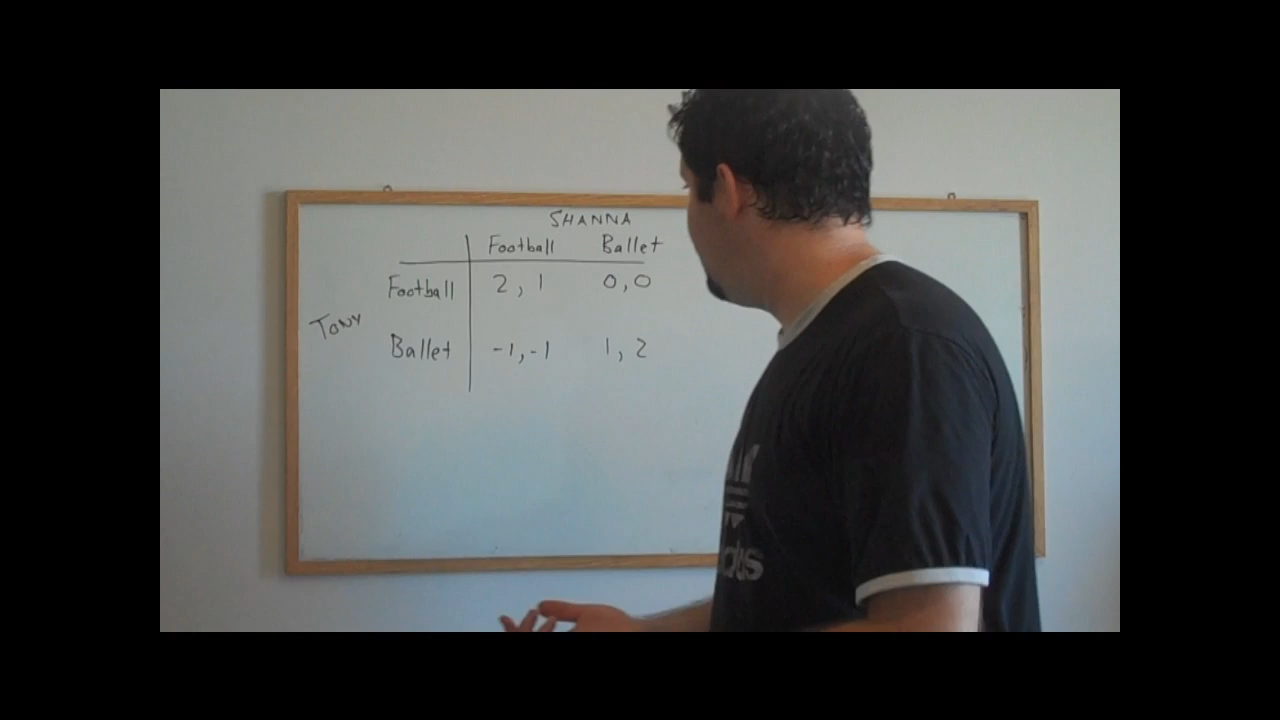 SHANNA
Football Ballet
Football 2, 1 0, 0
TONY
Ballet -1, -1 1, 2